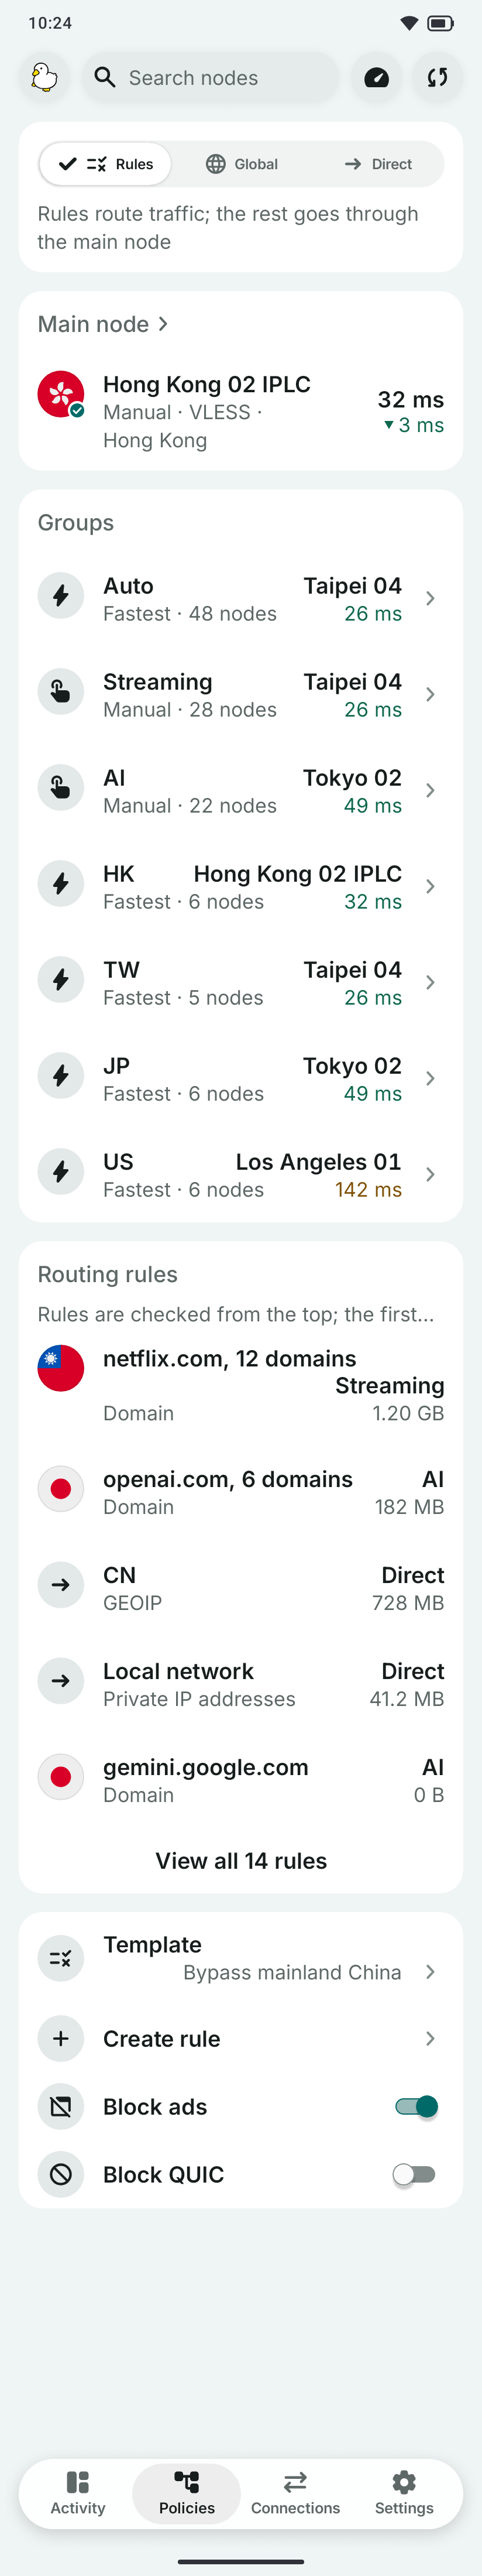 10:24
Search nodes
Rules
Global
Direct
Rules route traffic; the rest goes through
the main node
Main node
Hong Kong 02 IPLC
32 ms
Manual · VLESS ·
Hong Kong
▼3 ms
Groups
Auto
Taipei 04
Fastest · 48 nodes
26 ms
Streaming
Taipei 04
Manual · 28 nodes
26 ms
AI
Tokyo 02
Manual · 22 nodes
49 ms
HK
Hong Kong 02 IPLC
Fastest · 6 nodes
32 ms
TW
Taipei 04
Fastest · 5 nodes
26 ms
JP
Tokyo 02
Fastest · 6 nodes
49 ms
US
Los Angeles 01
Fastest · 6 nodes
142 ms
Routing rules
Rules are checked from the top; the first...
netflix.com, 12 domains
Streaming
Domain
1.20 GB
openai.com, 6 domains
AI
Domain
182 MB
CN
Direct
GEOIP
728 MB
Local network
Direct
Private IP addresses
41.2 MB
gemini.google.com
AI
Domain
0 B
View all 14 rules
Template
Bypass mainland China
Create rule
Block ads
Block QUIC
Activity
Policies
Connections
Settings